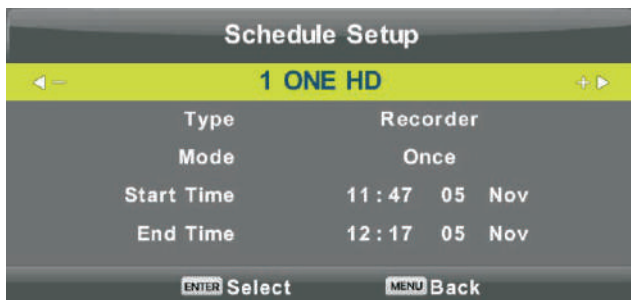 Schedule Setup
1 ONE HD
Type Recorder
Mode Once
Start Time 11:47 05 Nov
End Time 12:17 05 Nov
ENTER Select MENU Back